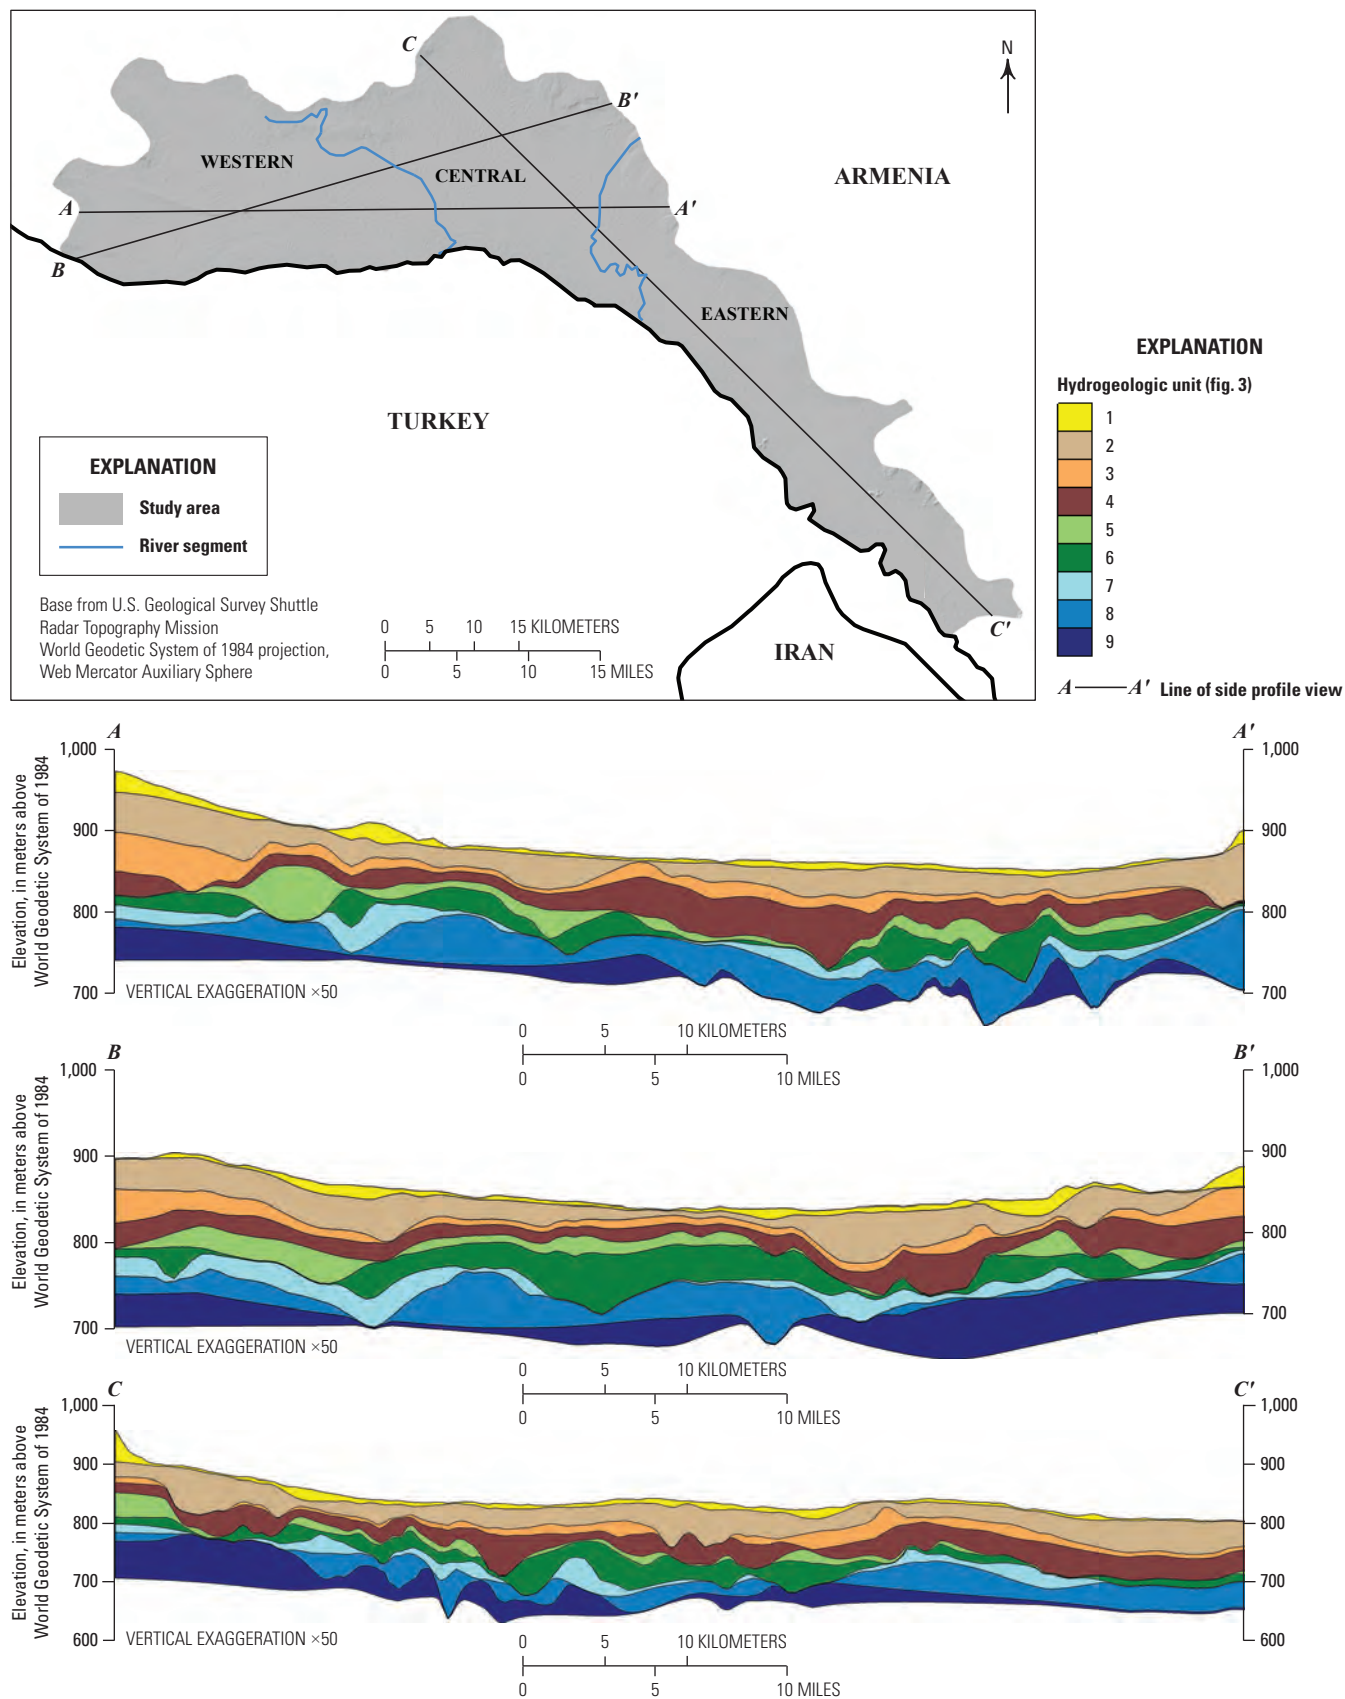 C
N
B'
WESTERN
CENTRAL
ARMENIA
A
A'
B
EASTERN
TURKEY
EXPLANATION
Study area
River segment
Base from U.S. Geological Survey Shuttle
Radar Topography Mission
World Geodetic System of 1984 projection,
Web Mercator Auxiliary Sphere
0 5 10 15 KILOMETERS
0 5 10 15 MILES
IRAN
C'
EXPLANATION
Hydrogeologic unit (fig. 3)
1
2
3
4
5
6
7
8
9
A A' Line of side profile view
A A'
Elevation, in meters above
World Geodetic System of 1984
1,000 1,000
900 900
800 800
700 700
VERTICAL EXAGGERATION ×50
0 5 10 KILOMETERS
0 5 10 MILES
B B'
Elevation, in meters above
World Geodetic System of 1984
1,000 1,000
900 900
800 800
700 700
VERTICAL EXAGGERATION ×50
0 5 10 KILOMETERS
0 5 10 MILES
C C'
Elevation, in meters above
World Geodetic System of 1984
1,000 1,000
900 900
800 800
700 700
600 600
VERTICAL EXAGGERATION ×50
0 5 10 KILOMETERS
0 5 10 MILES